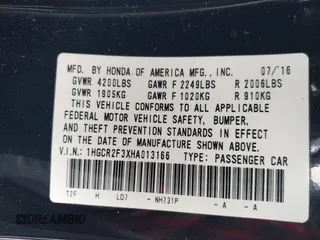 MFD. BY HONDA OF AMERICA MFG., INC. 07/16
GVWR 4200LBS GAWR F 2249LBS R 2006LBS
GVWR 1905KG GAWR F 1020KG R 910KG
THIS VEHICLE CONFORMS TO ALL APPLICABLE
FEDERAL MOTOR VEHICLE SAFETY, BUMPER,
AND THEFT PREVENTION STANDARDS IN EFFECT
ON THE DATE OF MANUFACTURE SHOWN ABOVE.
V.I.N: 1HGCR2F3XHA013166 TYPE: PASSENGER CAR
T2F H LD7 - NH731P - A - A
© DREAMBID